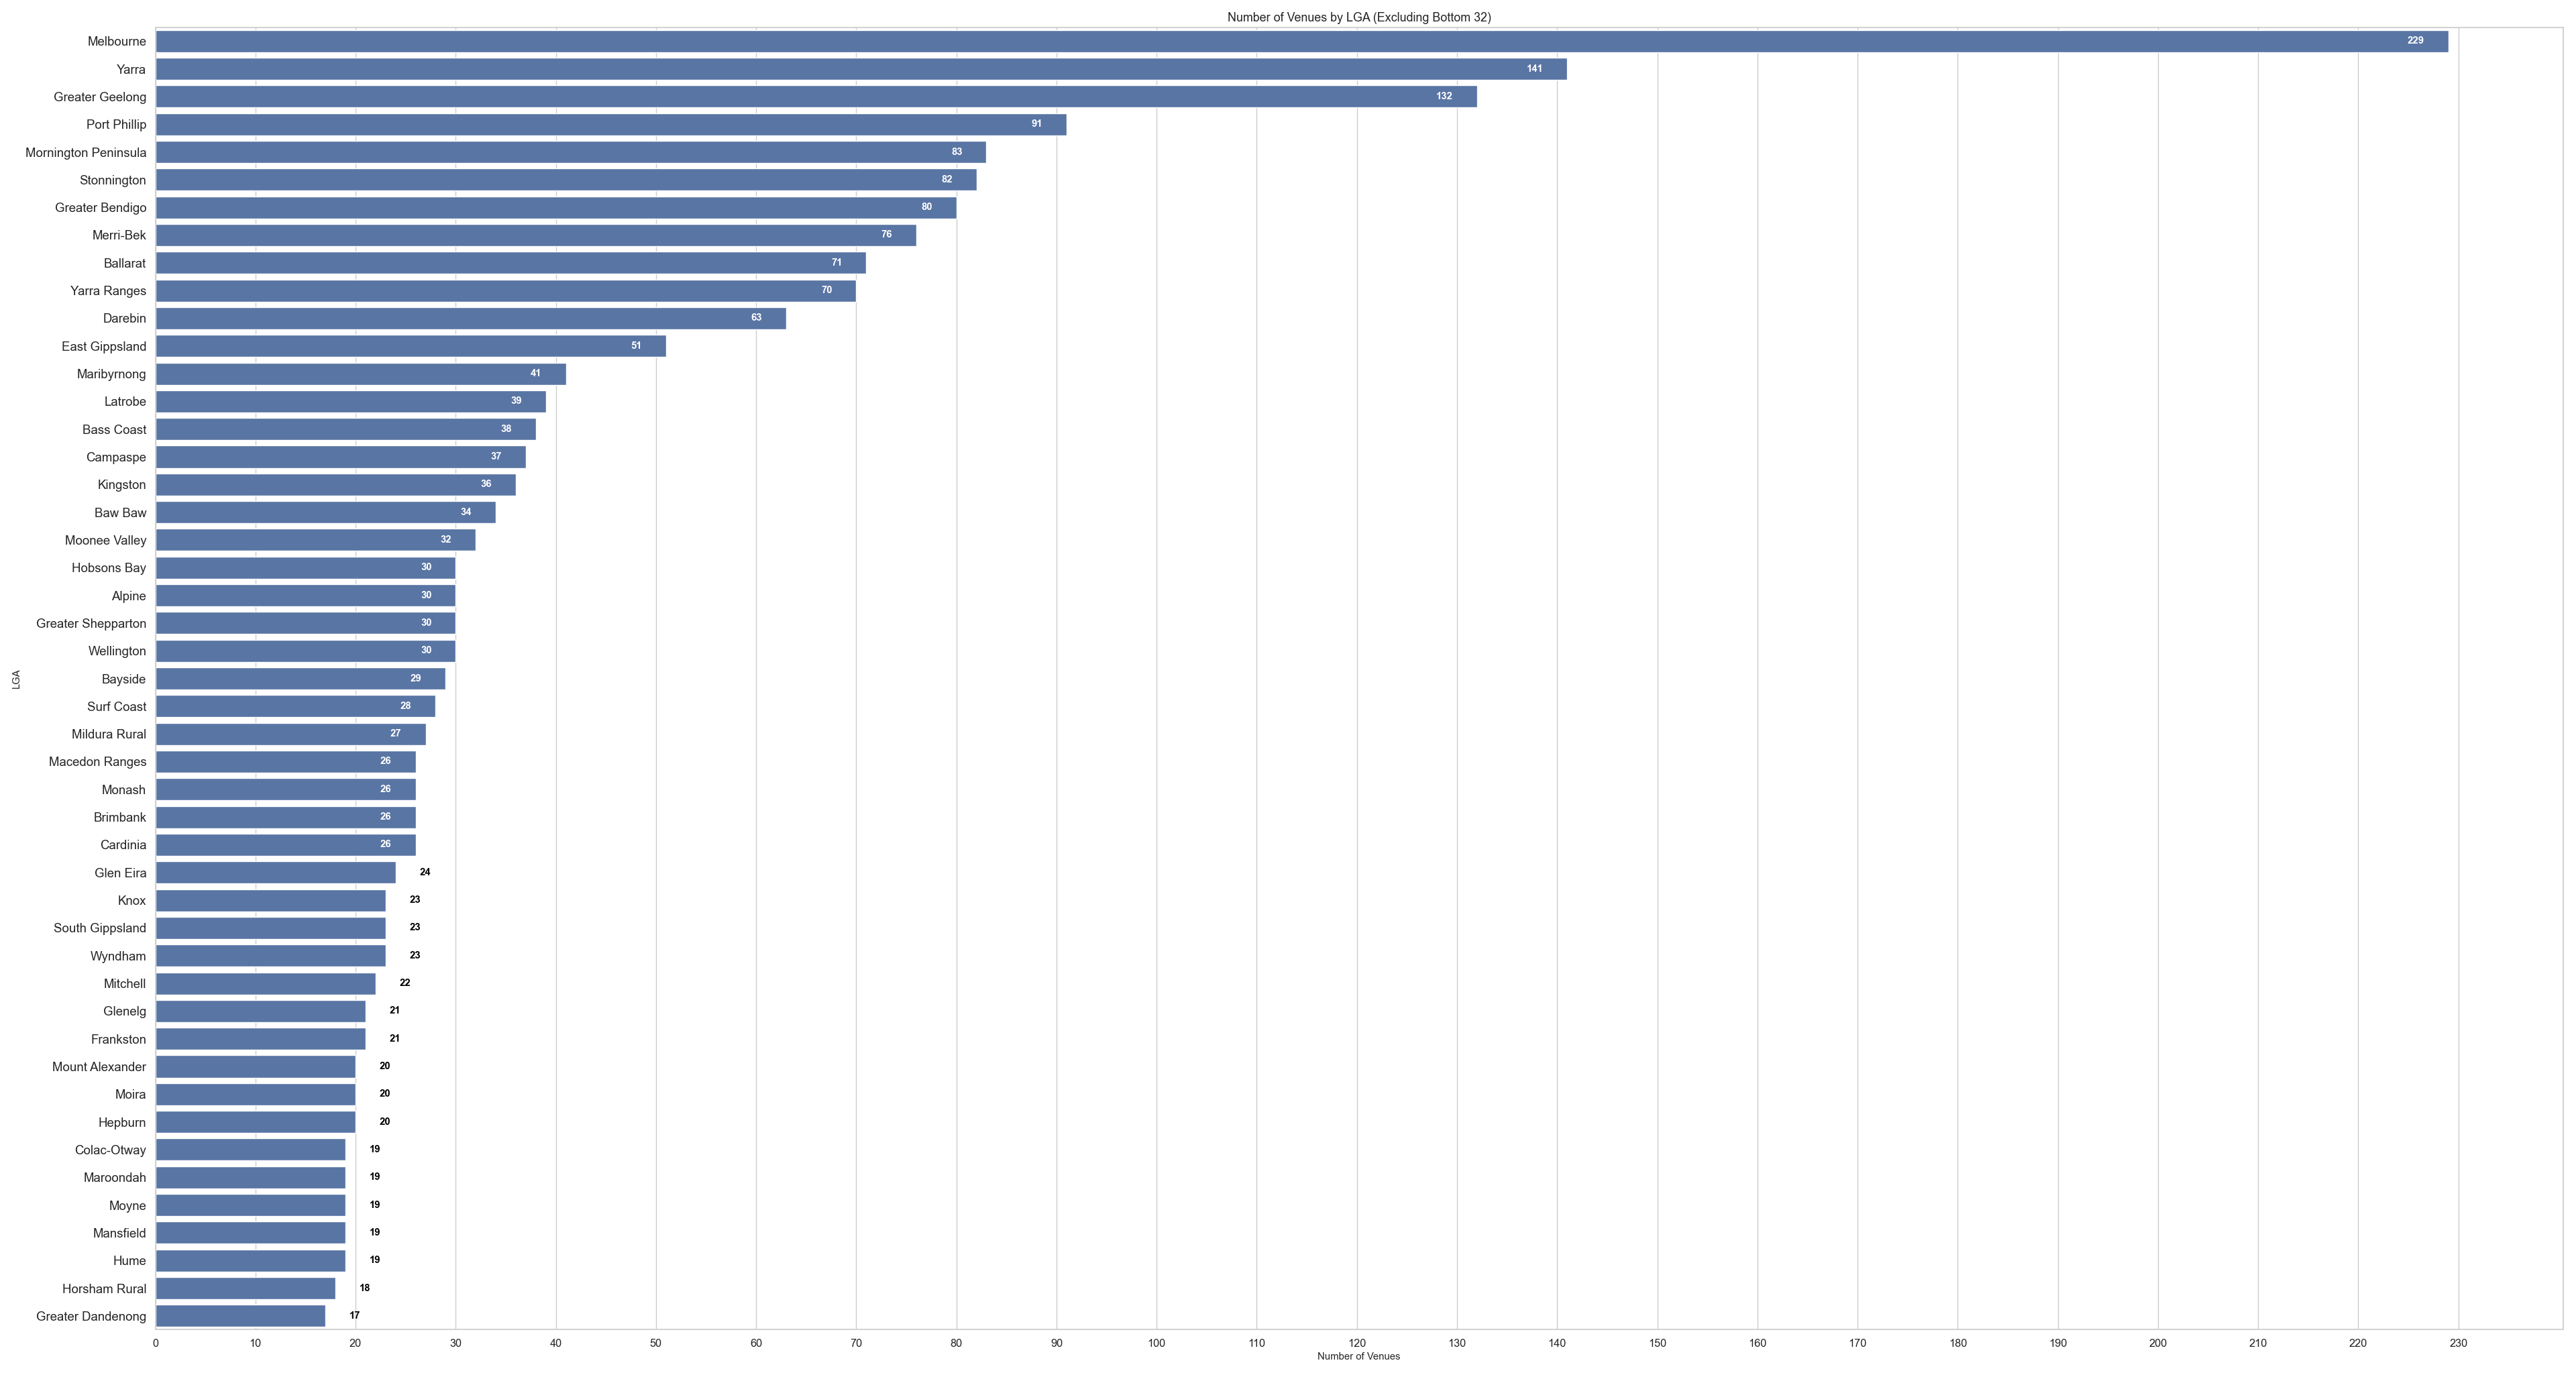 Number of Venues by LGA (Excluding Bottom 32)
Melbourne 229
Yarra 141
Greater Geelong 132
Port Phillip 91
Mornington Peninsula 83
Stonnington 82
Greater Bendigo 80
Merri-Bek 76
Ballarat 71
Yarra Ranges 70
Darebin 63
East Gippsland 51
Maribyrnong 41
Latrobe 39
Bass Coast 38
Campaspe 37
Kingston 36
Baw Baw 34
Moonee Valley 32
Hobsons Bay 30
Alpine 30
Greater Shepparton 30
Wellington 30
LGA
Bayside 29
Surf Coast 28
Mildura Rural 27
Macedon Ranges 26
Monash 26
Brimbank 26
Cardinia 26
Glen Eira 24
Knox 23
South Gippsland 23
Wyndham 23
Mitchell 22
Glenelg 21
Frankston 21
Mount Alexander 20
Moira 20
Hepburn 20
Colac-Otway 19
Maroondah 19
Moyne 19
Mansfield 19
Hume 19
Horsham Rural 18
Greater Dandenong 17
0 10 20 30 40 50 60 70 80 90 100 110 120 130 140 150 160 170 180 190 200 210 220 230
Number of Venues